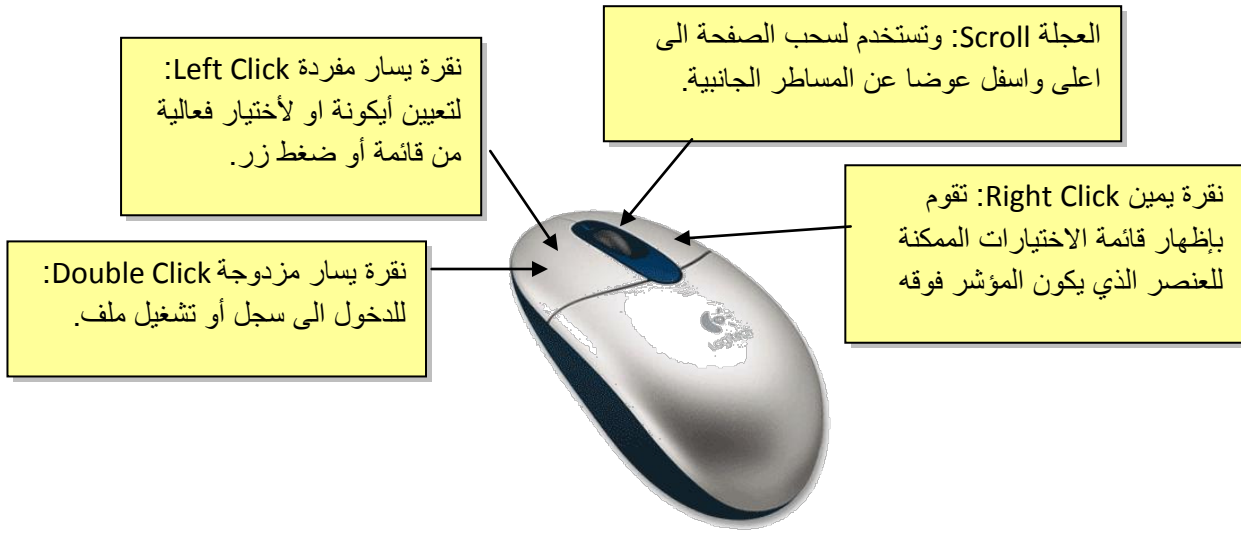 العجلة Scroll: وتستخدم لسحب الصفحة الى
اعلى واسفل عوضا عن المساطر الجانبية.
نقرة يسار مفردة Left Click:
لتعيين أيكونة او لأختيار فعالية
من قائمة أو ضغط زر.
نقرة يمين Right Click: تقوم
بإظهار قائمة الاختيارات الممكنة
للعنصر الذي يكون المؤشر فوقه
نقرة يسار مزدوجة Double Click:
للدخول الى سجل أو تشغيل ملف.
Logitech